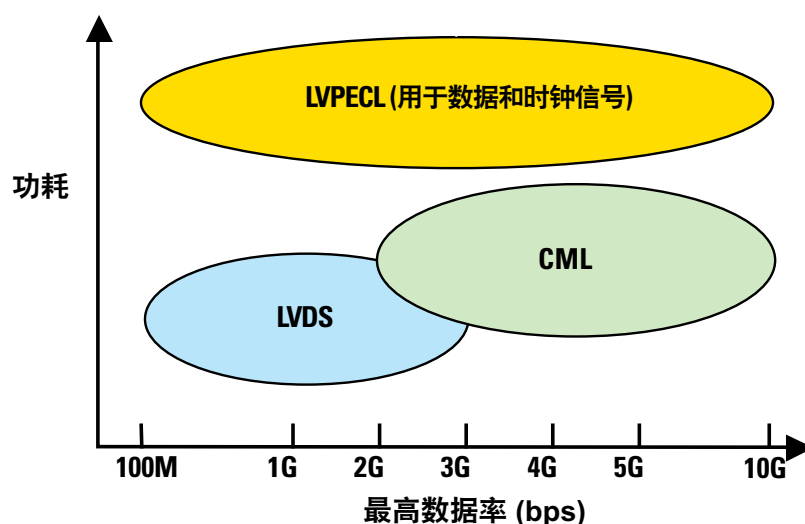 LVPECL (用于数据和时钟信号)
功耗
CML
LVDS
100M 1G 2G 3G 4G 5G 10G
最高数据率 (bps)